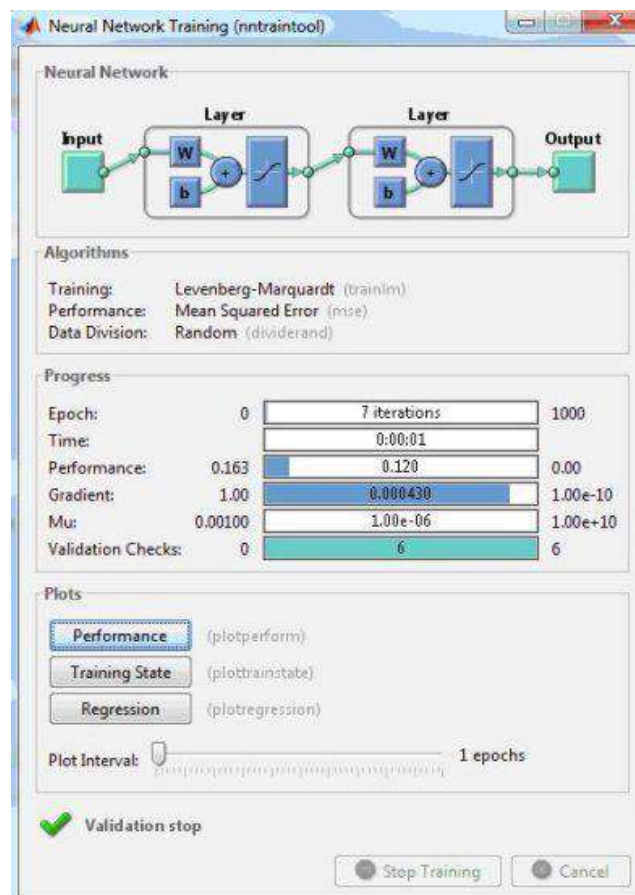 Neural Network Training (nntraintool)
Neural Network
Layer Layer
Input Output
W W
+ +
b b
Algorithms
Training: Levenberg-Marquardt (trainlm)
Performance: Mean Squared Error (mse)
Data Division: Random (dividerand)
Progress
Epoch: 0 7 iterations 1000
Time: 0:00:01
Performance: 0.163 0.120 0.00
Gradient: 1.00 0.000430 1.00e-10
Mu: 0.00100 1.00e-06 1.00e+10
Validation Checks: 0 6 6
Plots
Performance (plotperform)
Training State (plottrainstate)
Regression (plotregression)
Plot Interval: 1 epochs
Validation stop
Stop Training Cancel